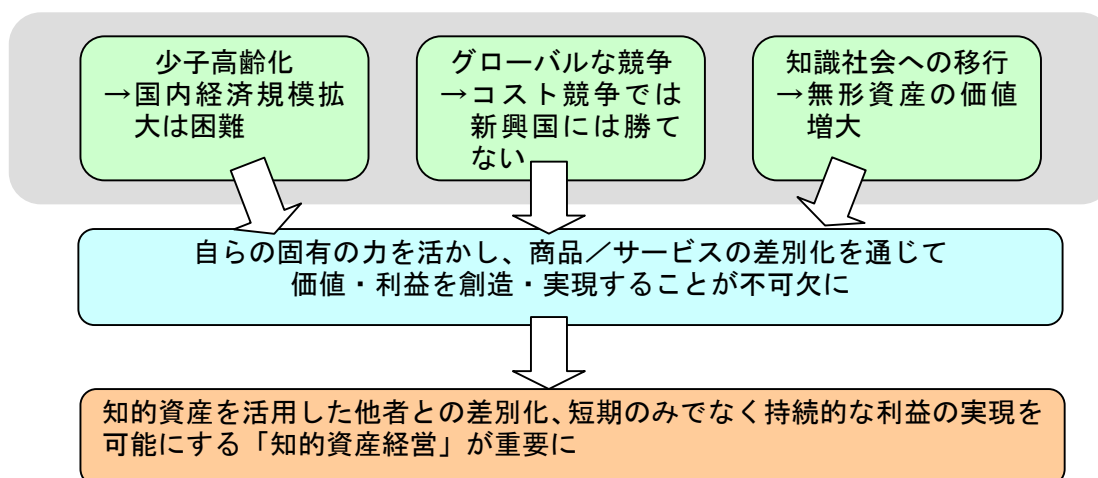 少子高齢化
→国内経済規模拡
大は困難
グローバルな競争
→コスト競争では
新興国には勝て
ない
知識社会への移行
→無形資産の価値
増大
自らの固有の力を活かし、商品／サービスの差別化を通じて
価値・利益を創造・実現することが不可欠に
知的資産を活用した他者との差別化、短期のみでなく持続的な利益の実現を
可能にする「知的資産経営」が重要に